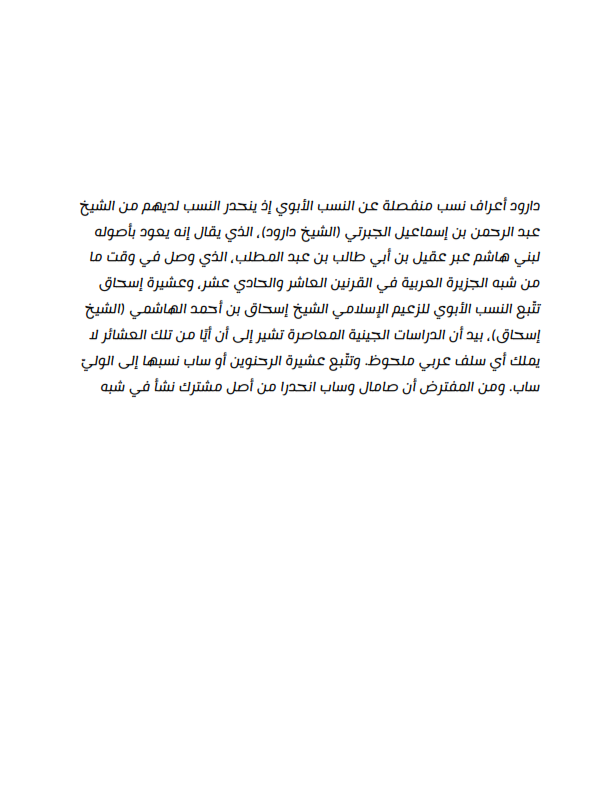 دارود أعراف نسب منفصلة عن النسب الأبوي إذ ينحدر النسب لديهم من الشيخ
عبد الرحمن بن إسماعيل الجبرتي (الشيخ دارود)، الذي يقال إنه يعود بأصوله
لبني هاشم عبر عقيل بن أبي طالب بن عبد المطلب، الذي وصل في وقت ما
من شبه الجزيرة العربية في القرنين العاشر والحادي عشر، وعشيرة إسحاق
تتّبع النسب الأبوي للزعيم الإسلامي الشيخ إسحاق بن أحمد الهاشمي (الشيخ
إسحاق)، بيد أن الدراسات الجينية المعاصرة تشير إلى أن أيًا من تلك العشائر لا
يملك أي سلف عربي ملحوظ. وتتّبع عشيرة الرحنوين أو ساب نسبها إلى الوليّ
ساب. ومن المفترض أن صامال وساب انحدرا من أصل مشترك نشأ في شبه